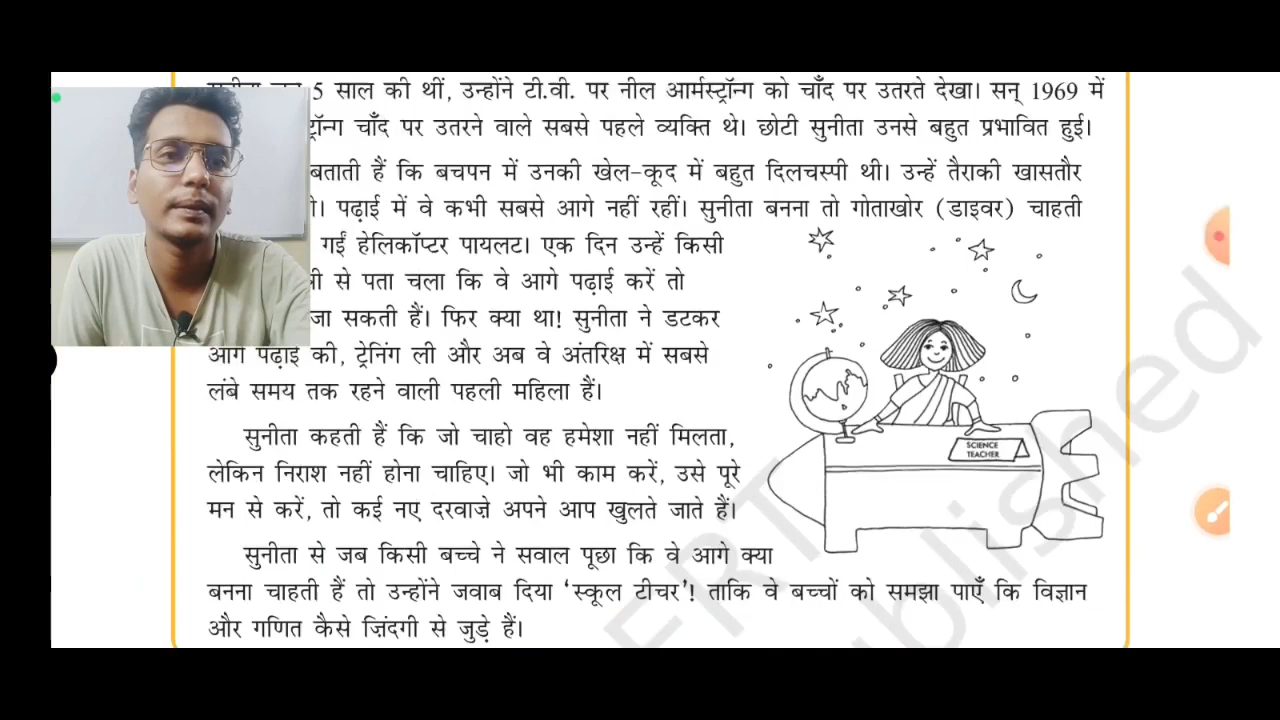 5 साल की थीं, उन्होंने टी.वी. पर नील आर्मस्ट्रॉन्ग को चाँद पर उतरते देखा। सन् 1969 में
चाँद पर उतरने वाले सबसे पहले व्यक्ति थे। छोटी सुनीता उनसे बहुत प्रभावित हुई।
बताती हैं कि बचपन में उनकी खेल-कूद में बहुत दिलचस्पी थी। उन्हें तैराकी खासतौर
पढ़ाई में वे कभी सबसे आगे नहीं रहीं। सुनीता बनना तो गोताखोर (डाइवर) चाहती
गईं हेलिकॉप्टर पायलट। एक दिन उन्हें किसी
से पता चला कि वे आगे पढ़ाई करें तो
जा सकती हैं। फिर क्या था! सुनीता ने डटकर
आगे पढ़ाई की, ट्रेनिंग ली और अब वे अंतरिक्ष में सबसे
लंबे समय तक रहने वाली पहली महिला हैं।
सुनीता कहती हैं कि जो चाहो वह हमेशा नहीं मिलता,
लेकिन निराश नहीं होना चाहिए। जो भी काम करें, उसे पूरे
मन से करें, तो कई नए दरवाज़े अपने आप खुलते जाते हैं।
SCIENCE
TEACHER
सुनीता से जब किसी बच्चे ने सवाल पूछा कि वे आगे क्या
बनना चाहती हैं तो उन्होंने जवाब दिया ‘स्कूल टीचर’! ताकि वे बच्चों को समझा पाएँ कि विज्ञान
और गणित कैसे ज़िंदगी से जुड़े हैं।